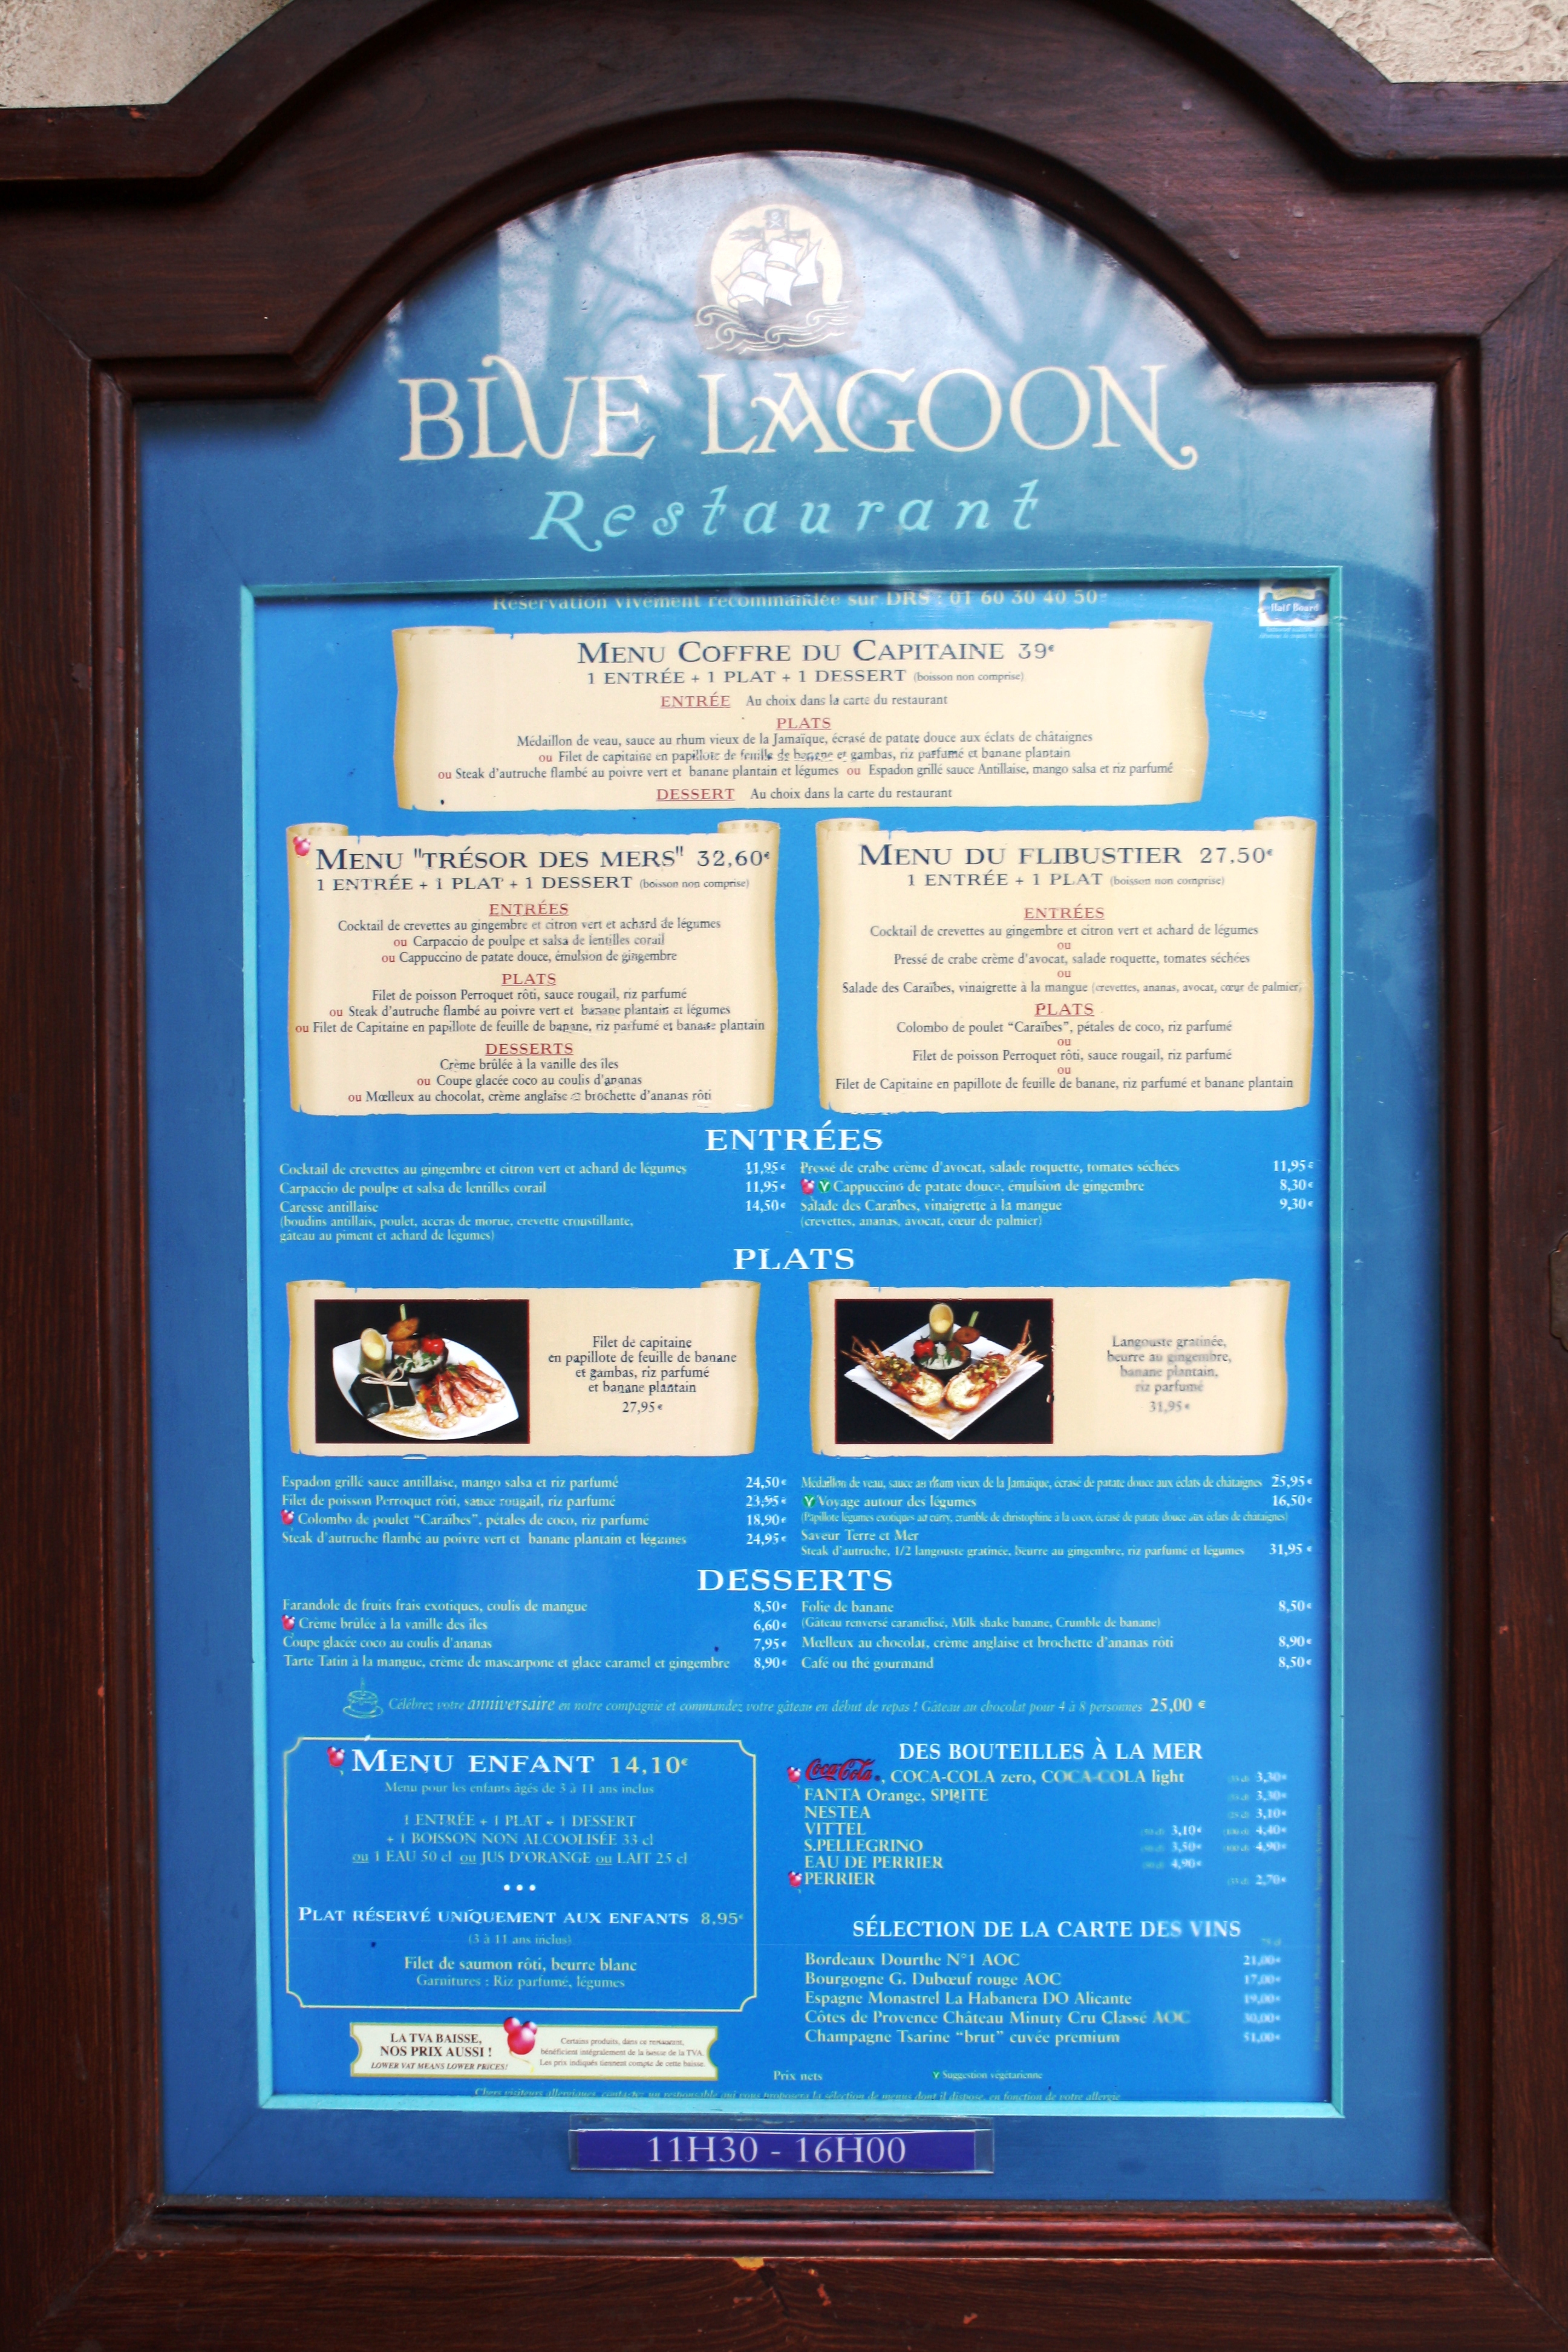 BLUE LAGOON
Restaurant
Réservation vivement recommandée sur DRS : 01 60 30 40 50
Half Board
MENU COFFRE DU CAPITAINE 39€
1 ENTRÉE + 1 PLAT + 1 DESSERT (boisson non comprise)
ENTRÉE Au choix dans la carte du restaurant
PLATS
Médaillon de veau, sauce au rhum vieux de la Jamaïque, écrasé de patate douce aux éclats de châtaignes
ou Filet de capitaine en papillote de feuille de banane et gambas, riz parfumé et banane plantain
ou Steak d'autruche flambé au poivre vert et banane plantain et légumes ou Espadon grillé sauce Antillaise, mango salsa et riz parfumé
DESSERT Au choix dans la carte du restaurant
MENU "TRÉSOR DES MERS" 32,60€
1 ENTRÉE + 1 PLAT + 1 DESSERT (boisson non comprise)
ENTRÉES
Cocktail de crevettes au gingembre et citron vert et achard de légumes
ou Carpaccio de poulpe et salsa de lentilles corail
ou Cappuccino de patate douce, émulsion de gingembre
PLATS
Filet de poisson Perroquet rôti, sauce rougail, riz parfumé
ou Steak d'autruche flambé au poivre vert et banane plantain et légumes
ou Filet de Capitaine en papillote de feuille de banane, riz parfumé et banane plantain
DESSERTS
Crème brûlée à la vanille des îles
ou Coupe glacée coco au coulis d'ananas
ou Mœlleux au chocolat, crème anglaise et brochette d'ananas rôti
MENU DU FLIBUSTIER 27,50€
1 ENTRÉE + 1 PLAT (boisson non comprise)
ENTRÉES
Cocktail de crevettes au gingembre et citron vert et achard de légumes
ou
Pressé de crabe crème d'avocat, salade roquette, tomates séchées
ou
Salade des Caraïbes, vinaigrette à la mangue (crevettes, ananas, avocat, cœur de palmier)
PLATS
Colombo de poulet “Caraïbes”, pétales de coco, riz parfumé
ou
Filet de poisson Perroquet rôti, sauce rougail, riz parfumé
ou
Filet de Capitaine en papillote de feuille de banane, riz parfumé et banane plantain
ENTRÉES
Cocktail de crevettes au gingembre et citron vert et achard de légumes 11,95€
Carpaccio de poulpe et salsa de lentilles corail 11,95€
Caresse antillaise 14,50€
(boudins antillais, poulet, accras de morue, crevette croustillante,
gâteau au piment et achard de légumes)
Pressé de crabe crème d'avocat, salade roquette, tomates séchées 11,95€
Cappuccino de patate douce, émulsion de gingembre 8,30€
Salade des Caraïbes, vinaigrette à la mangue 9,30€
(crevettes, ananas, avocat, cœur de palmier)
PLATS
Filet de capitaine
en papillote de feuille de banane
et gambas, riz parfumé
et banane plantain
27,95€
Langouste gratinée,
beurre au gingembre,
banane plantain,
riz parfumé
31,95€
Espadon grillé sauce antillaise, mango salsa et riz parfumé 24,50€
Filet de poisson Perroquet rôti, sauce rougail, riz parfumé 23,95€
Colombo de poulet “Caraïbes”, pétales de coco, riz parfumé 18,90€
Steak d'autruche flambé au poivre vert et banane plantain et légumes 24,95€
Médaillon de veau, sauce au rhum vieux de la Jamaïque, écrasé de patate douce aux éclats de châtaignes 25,95€
Voyage autour des légumes 16,50€
(Papillote légumes exotiques au curry, crumble de christophine à la coco, écrasé de patate douce aux éclats de châtaignes)
Saveur Terre et Mer
Steak d'autruche, 1/2 langouste gratinée, beurre au gingembre, riz parfumé et légumes 31,95 €
DESSERTS
Farandole de fruits frais exotiques, coulis de mangue 8,50€
Crème brûlée à la vanille des îles 6,60€
Coupe glacée coco au coulis d'ananas 7,95€
Tarte Tatin à la mangue, crème de mascarpone et glace caramel et gingembre 8,90€
Folie de banane 8,50€
(Gâteau renversé caramélisé, Milk shake banane, Crumble de banane)
Mœlleux au chocolat, crème anglaise et brochette d'ananas rôti 8,90€
Café ou thé gourmand 8,50€
Célébrez votre anniversaire en notre compagnie et commandez votre gâteau en début de repas ! Gâteau au chocolat pour 4 à 8 personnes 25,00 €
MENU ENFANT 14,10€
Menu pour les enfants âgés de 3 à 11 ans inclus
1 ENTRÉE + 1 PLAT + 1 DESSERT
+ 1 BOISSON NON ALCOOLISÉE 33 cl
ou 1 EAU 50 cl ou JUS D'ORANGE ou LAIT 25 cl
PLAT RÉSERVÉ UNIQUEMENT AUX ENFANTS 8,95€
(3 à 11 ans inclus)
Filet de saumon rôti, beurre blanc
Garnitures : Riz parfumé, légumes
LA TVA BAISSE,
NOS PRIX AUSSI !
LOWER VAT MEANS LOWER PRICES!
Certains produits, dans ce restaurant,
bénéficient intégralement de la baisse de la TVA.
Les prix indiqués tiennent compte de cette baisse.
DES BOUTEILLES À LA MER
Coca-Cola, COCA-COLA zero, COCA-COLA light 3,30€
FANTA Orange, SPRITE 3,30€
NESTEA 3,10€
VITTEL 3,10€ 4,40€
S.PELLEGRINO 3,50€ 4,90€
EAU DE PERRIER 4,90€
PERRIER 2,70€
SÉLECTION DE LA CARTE DES VINS
75 cl
Bordeaux Dourthe N°1 AOC 21,00€
Bourgogne G. Dubœuf rouge AOC 17,00€
Espagne Monastrel La Habanera DO Alicante 19,00€
Côtes de Provence Château Minuty Cru Classé AOC 30,00€
Champagne Tsarine “brut” cuvée premium 51,00€
Prix nets
Suggestion végétarienne
Chers visiteurs allergiques, contactez un responsable qui vous proposera la sélection de menus dont il dispose, en fonction de votre allergie
11H30 - 16H00